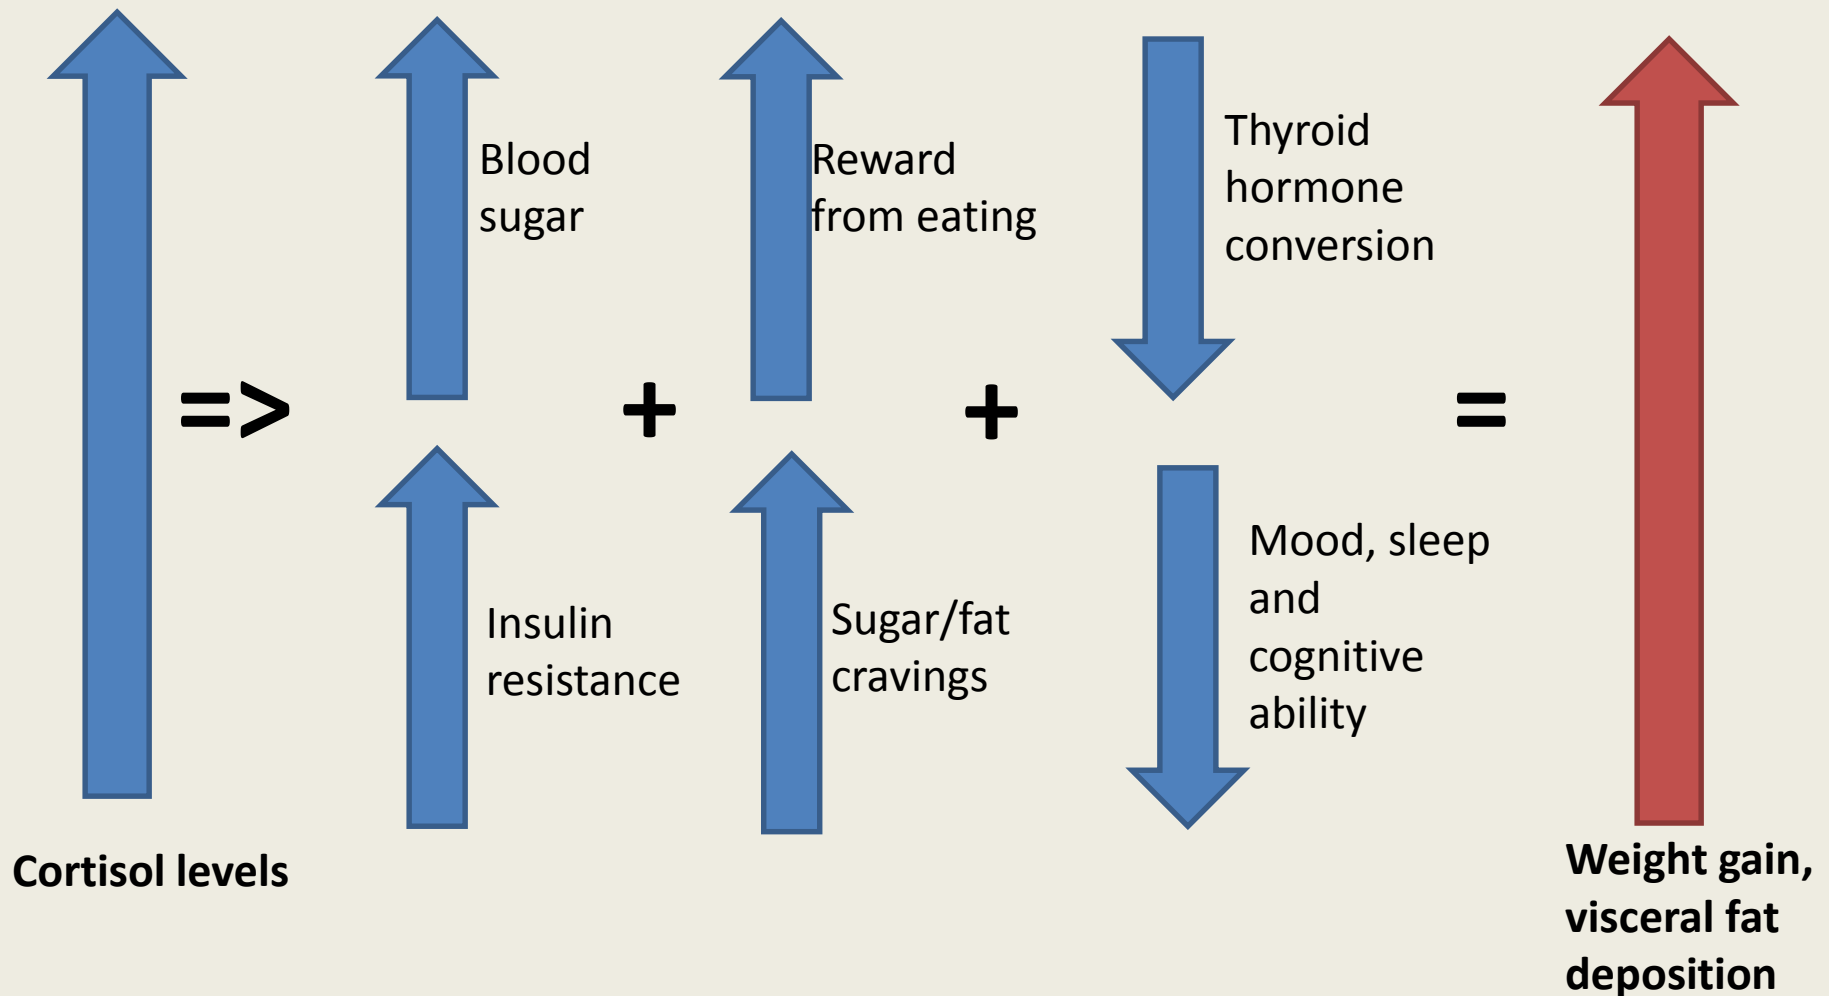 Blood
sugar
Reward
from eating
Thyroid
hormone
conversion
=>
+
+
=
Insulin
resistance
Sugar/fat
cravings
Mood, sleep
and
cognitive
ability
Cortisol levels
Weight gain,
visceral fat
deposition